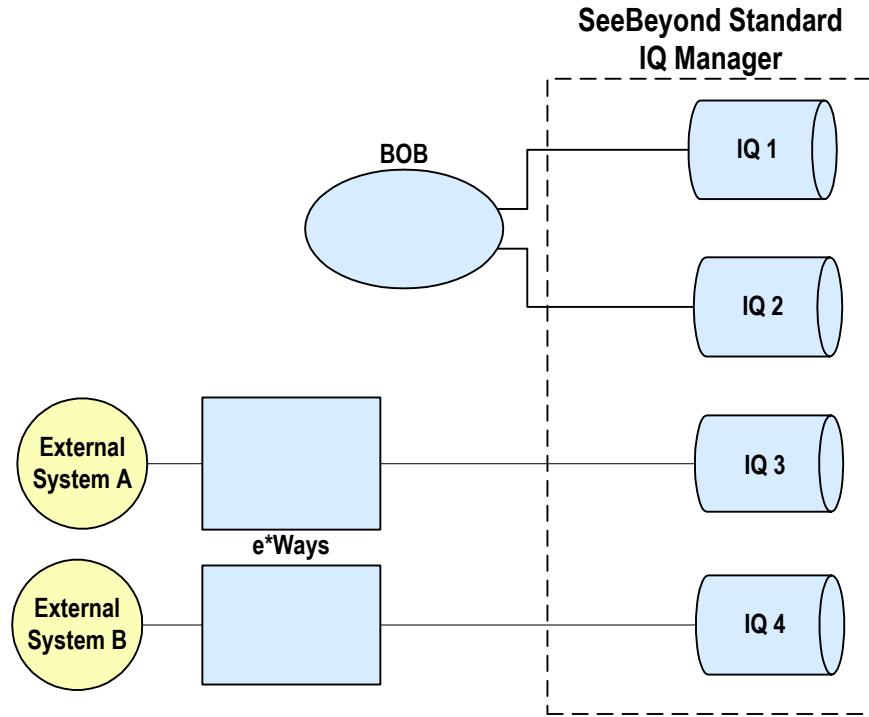 SeeBeyond Standard
IQ Manager
BOB
IQ 1
IQ 2
External
System A
IQ 3
e*Ways
External
System B
IQ 4